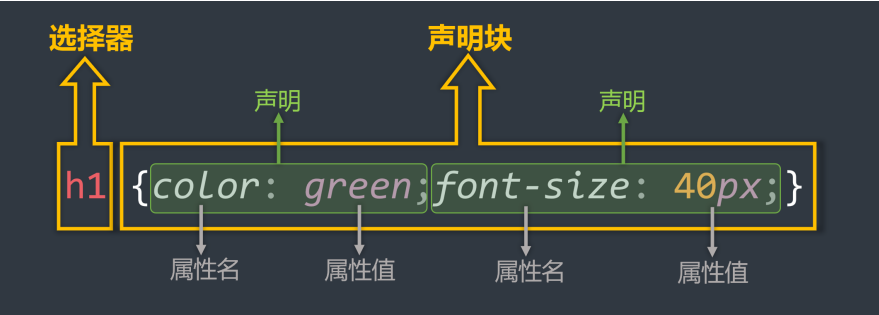 选择器 声明块
声明 声明
h1 {color: green;font-size: 40px;}
属性名 属性值 属性名 属性值